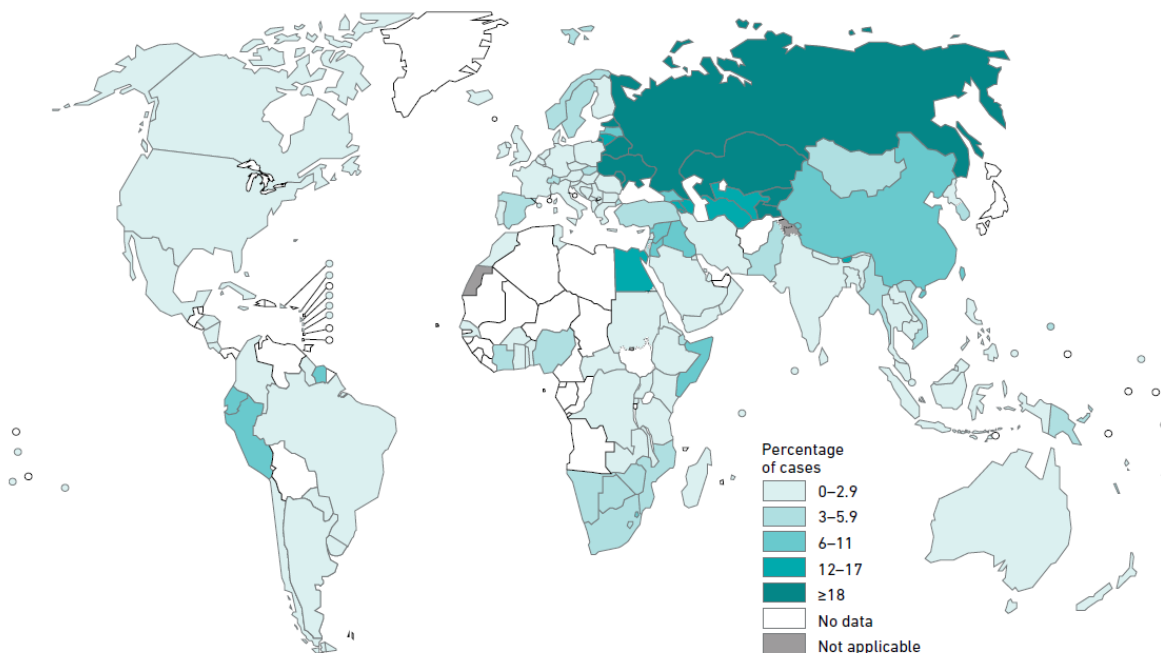 Percentage
of cases
0–2.9
3–5.9
6–11
12–17
≥18
No data
Not applicable